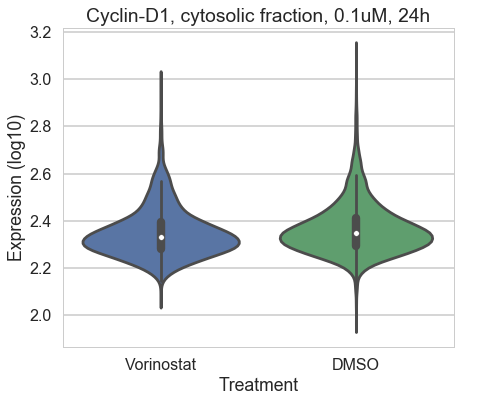 Cyclin-D1, cytosolic fraction, 0.1uM, 24h
3.2
3.0
2.8
2.6
2.4
2.2
2.0
Expression (log10)
Vorinostat DMSO
Treatment